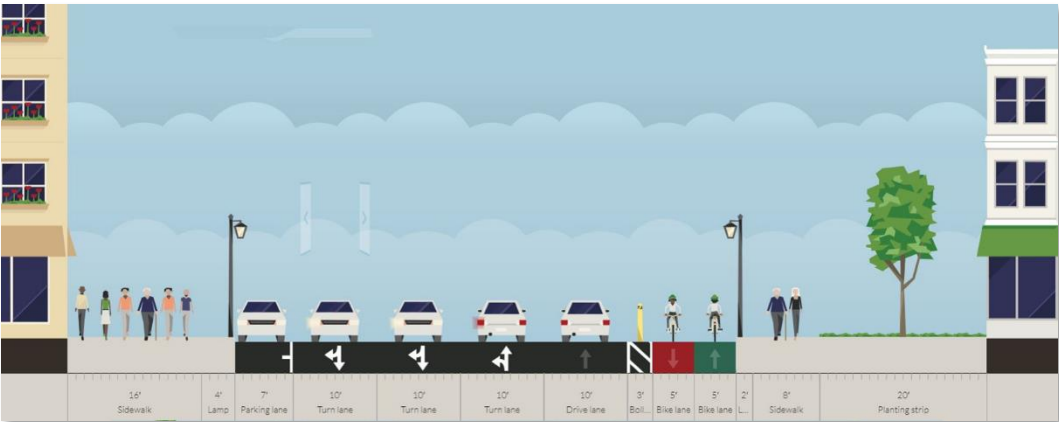 16' 4' 7' 10' 10' 10' 10' 3' 5' 5' 2' 8' 20'
Sidewalk Lamp Parking lane Turn lane Turn lane Turn lane Drive lane Boll... Bike lane Bike lane L... Sidewalk Planting strip